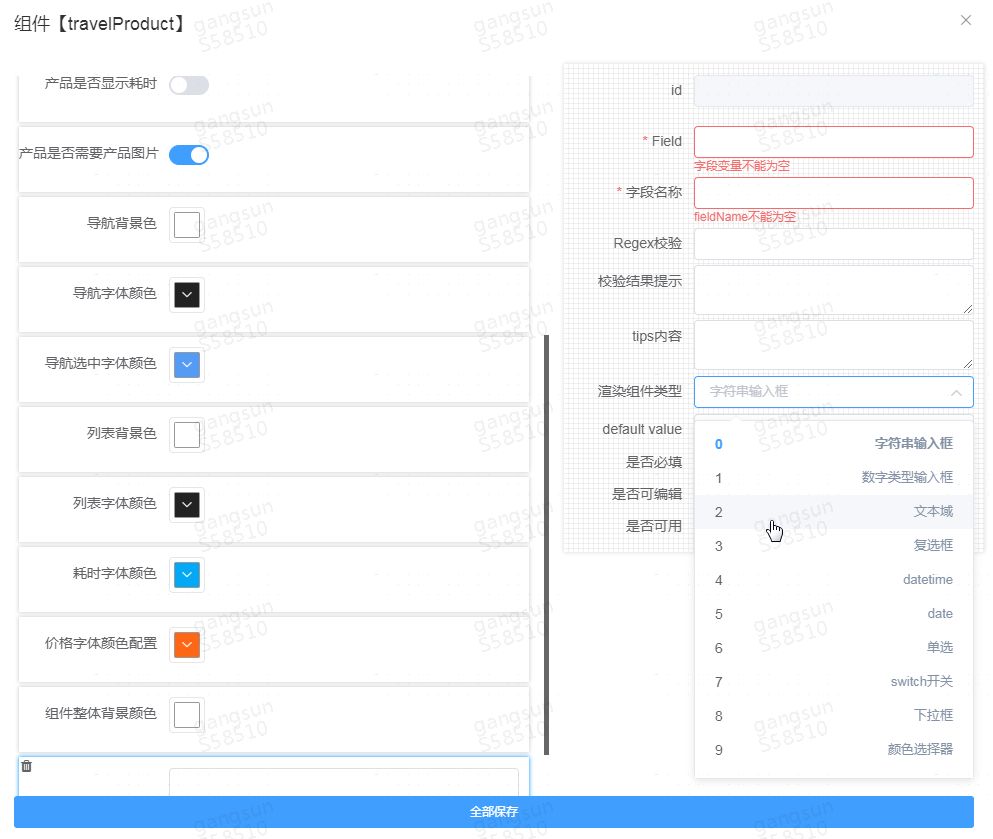 组件【travelProduct】
产品是否显示耗时
产品是否需要产品图片
导航背景色
导航字体颜色
导航选中字体颜色
列表背景色
列表字体颜色
耗时字体颜色
价格字体颜色配置
组件整体背景颜色
id
* Field
字段变量不能为空
* 字段名称
fieldName不能为空
Regex校验
校验结果提示
tips内容
渲染组件类型 字符串输入框
default value
是否必填
是否可编辑
是否可用
0 字符串输入框
1 数字类型输入框
2 文本域
3 复选框
4 datetime
5 date
6 单选
7 switch开关
8 下拉框
9 颜色选择器
全部保存
gangsun
S58510